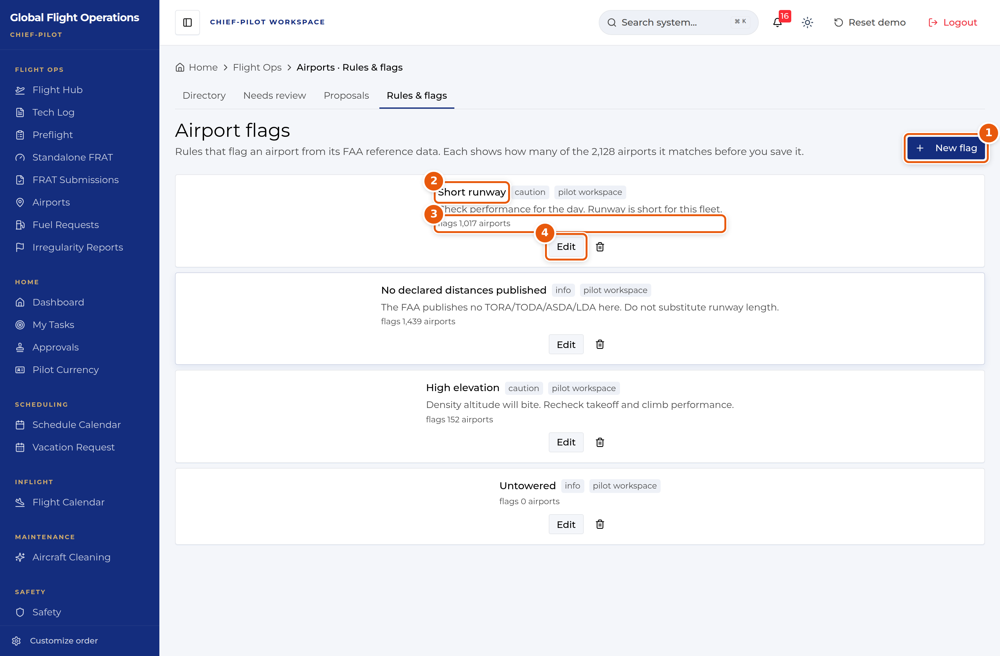 Global Flight Operations
CHIEF-PILOT
FLIGHT OPS
Flight Hub
Tech Log
Preflight
Standalone FRAT
FRAT Submissions
Airports
Fuel Requests
Irregularity Reports
HOME
Dashboard
My Tasks
Approvals
Pilot Currency
SCHEDULING
Schedule Calendar
Vacation Request
INFLIGHT
Flight Calendar
MAINTENANCE
Aircraft Cleaning
SAFETY
Safety
Customize order
CHIEF-PILOT WORKSPACE
Search system... ⌘ K
16
Reset demo
Logout
Home > Flight Ops > Airports · Rules & flags
Directory Needs review Proposals Rules & flags
Airport flags
Rules that flag an airport from its FAA reference data. Each shows how many of the 2,128 airports it matches before you save it.
1
+ New flag
2
Short runway caution pilot workspace
Check performance for the day. Runway is short for this fleet.
3
flags 1,017 airports
4
Edit
No declared distances published info pilot workspace
The FAA publishes no TORA/TODA/ASDA/LDA here. Do not substitute runway length.
flags 1,439 airports
Edit
High elevation caution pilot workspace
Density altitude will bite. Recheck takeoff and climb performance.
flags 152 airports
Edit
Untowered info pilot workspace
flags 0 airports
Edit